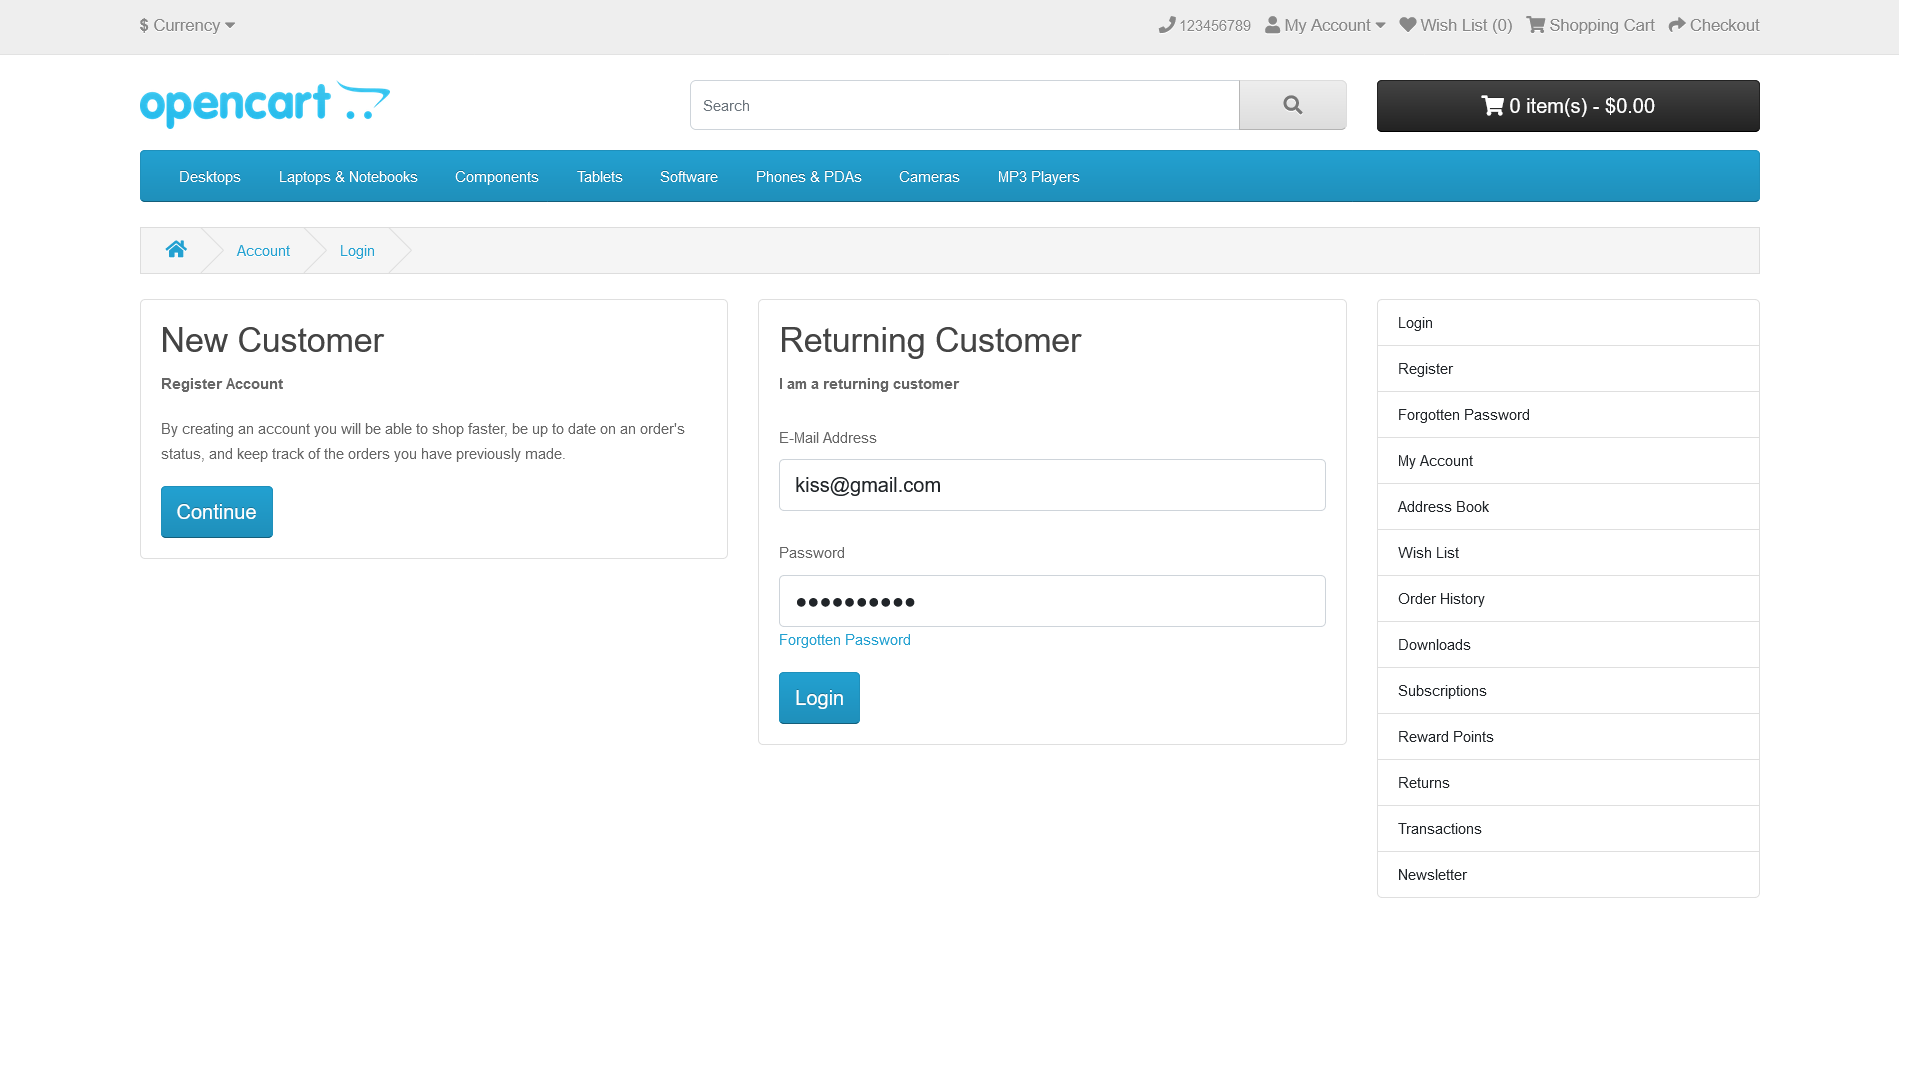 $ Currency
123456789 My Account Wish List (0) Shopping Cart Checkout
opencart
Search
0 item(s) - $0.00
Desktops Laptops & Notebooks Components Tablets Software Phones & PDAs Cameras MP3 Players
Account Login
New Customer
Register Account
By creating an account you will be able to shop faster, be up to date on an order's
status, and keep track of the orders you have previously made.
Continue
Returning Customer
I am a returning customer
E-Mail Address
kiss@gmail.com
Password
●●●●●●●●●●
Forgotten Password
Login
Login
Register
Forgotten Password
My Account
Address Book
Wish List
Order History
Downloads
Subscriptions
Reward Points
Returns
Transactions
Newsletter